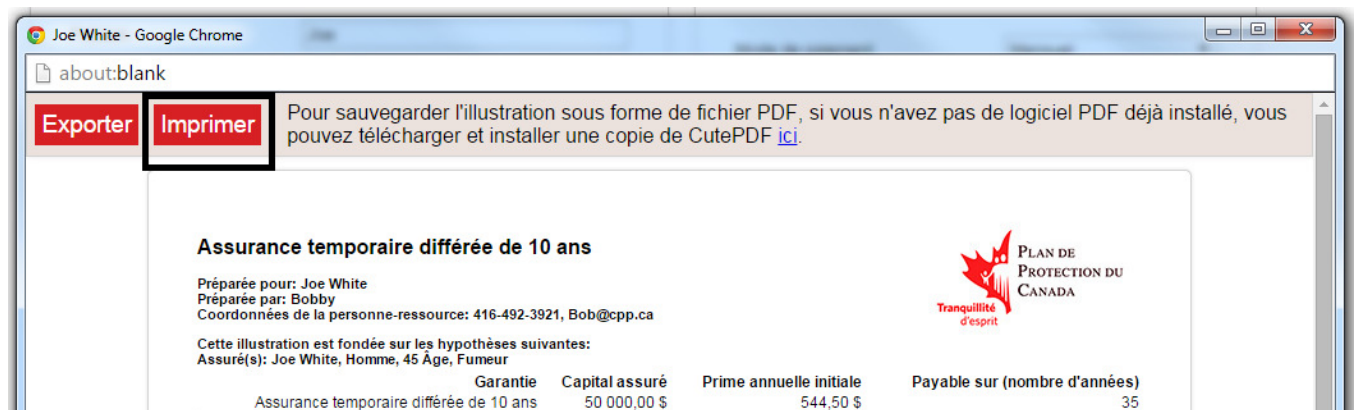 Joe White - Google Chrome
about:blank
Exporter
Imprimer
Pour sauvegarder l'illustration sous forme de fichier PDF, si vous n'avez pas de logiciel PDF déjà installé, vous
pouvez télécharger et installer une copie de CutePDF ici.
Assurance temporaire différée de 10 ans
PLAN DE
PROTECTION DU
CANADA
Tranquillité
d'esprit
Préparée pour: Joe White
Préparée par: Bobby
Coordonnées de la personne-ressource: 416-492-3921, Bob@cpp.ca
Cette illustration est fondée sur les hypothèses suivantes:
Assuré(s): Joe White, Homme, 45 Âge, Fumeur
Garantie Capital assuré Prime annuelle initiale Payable sur (nombre d'années)
Assurance temporaire différée de 10 ans 50 000,00 $ 544,50 $ 35